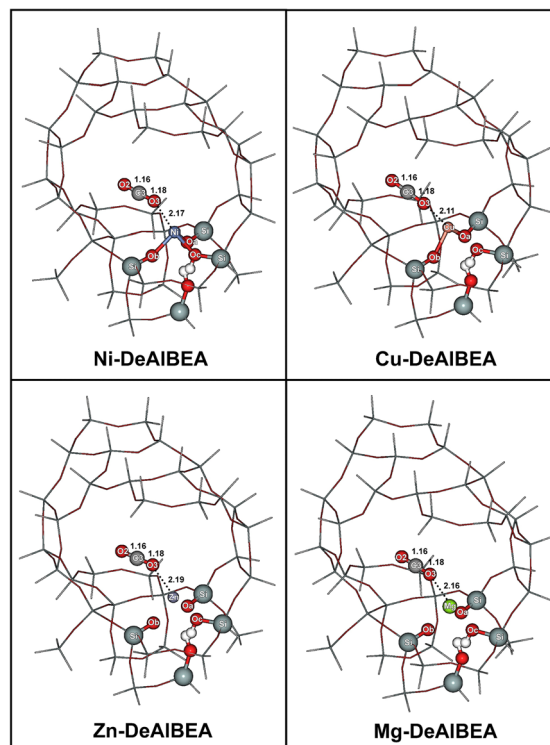 O2 1.16 C3 1.18 O3
2.17
Ni Si
Oa
Ob Oc
Si Si
Ni-DeAlBEA
O2 1.16 C3 1.18 O3
2.11
Cu Si
Oa
Ob Oc
Si Si
Cu-DeAlBEA
O2 1.16 C3 1.18 O3
2.19
Zn Si
Oa
Ob Oc
Si Si
Zn-DeAlBEA
O2 1.16 C3 1.18 O3
2.16
Mg Si
Oa
Ob Oc
Si Si
Mg-DeAlBEA